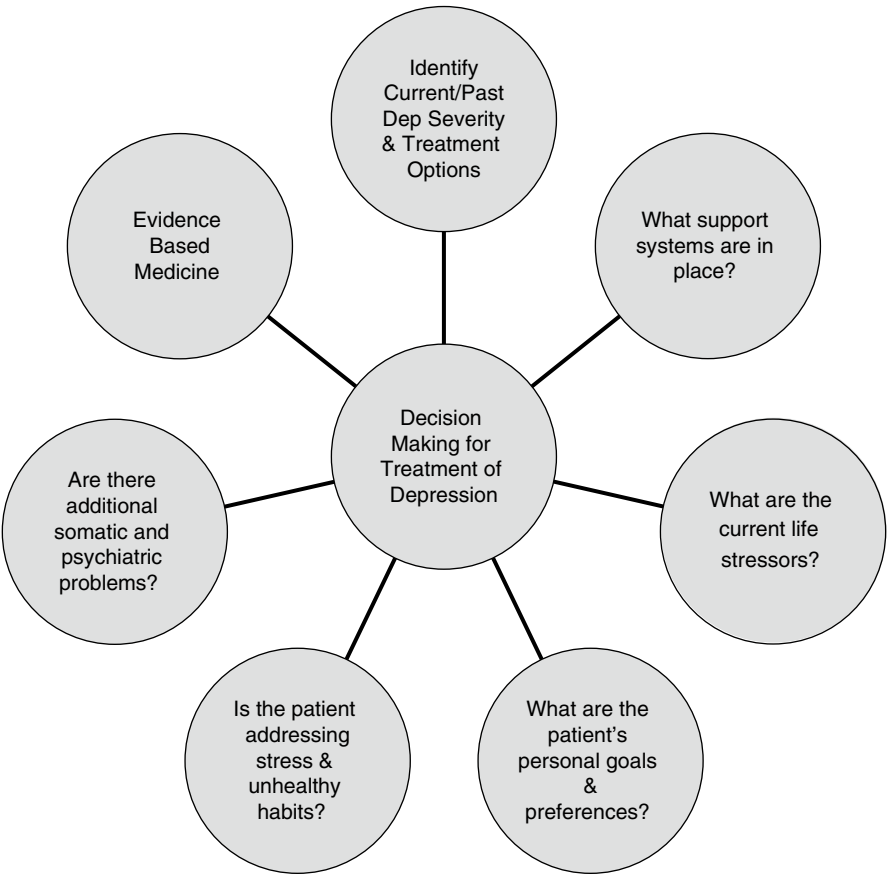 Identify
Current/Past
Dep Severity
& Treatment
Options
What support
systems are in
place?
What are the
current life
stressors?
What are the
patient’s
personal goals
&
preferences?
Is the patient
addressing
stress &
unhealthy
habits?
Are there
additional
somatic and
psychiatric
problems?
Evidence
Based
Medicine
Decision
Making for
Treatment of
Depression